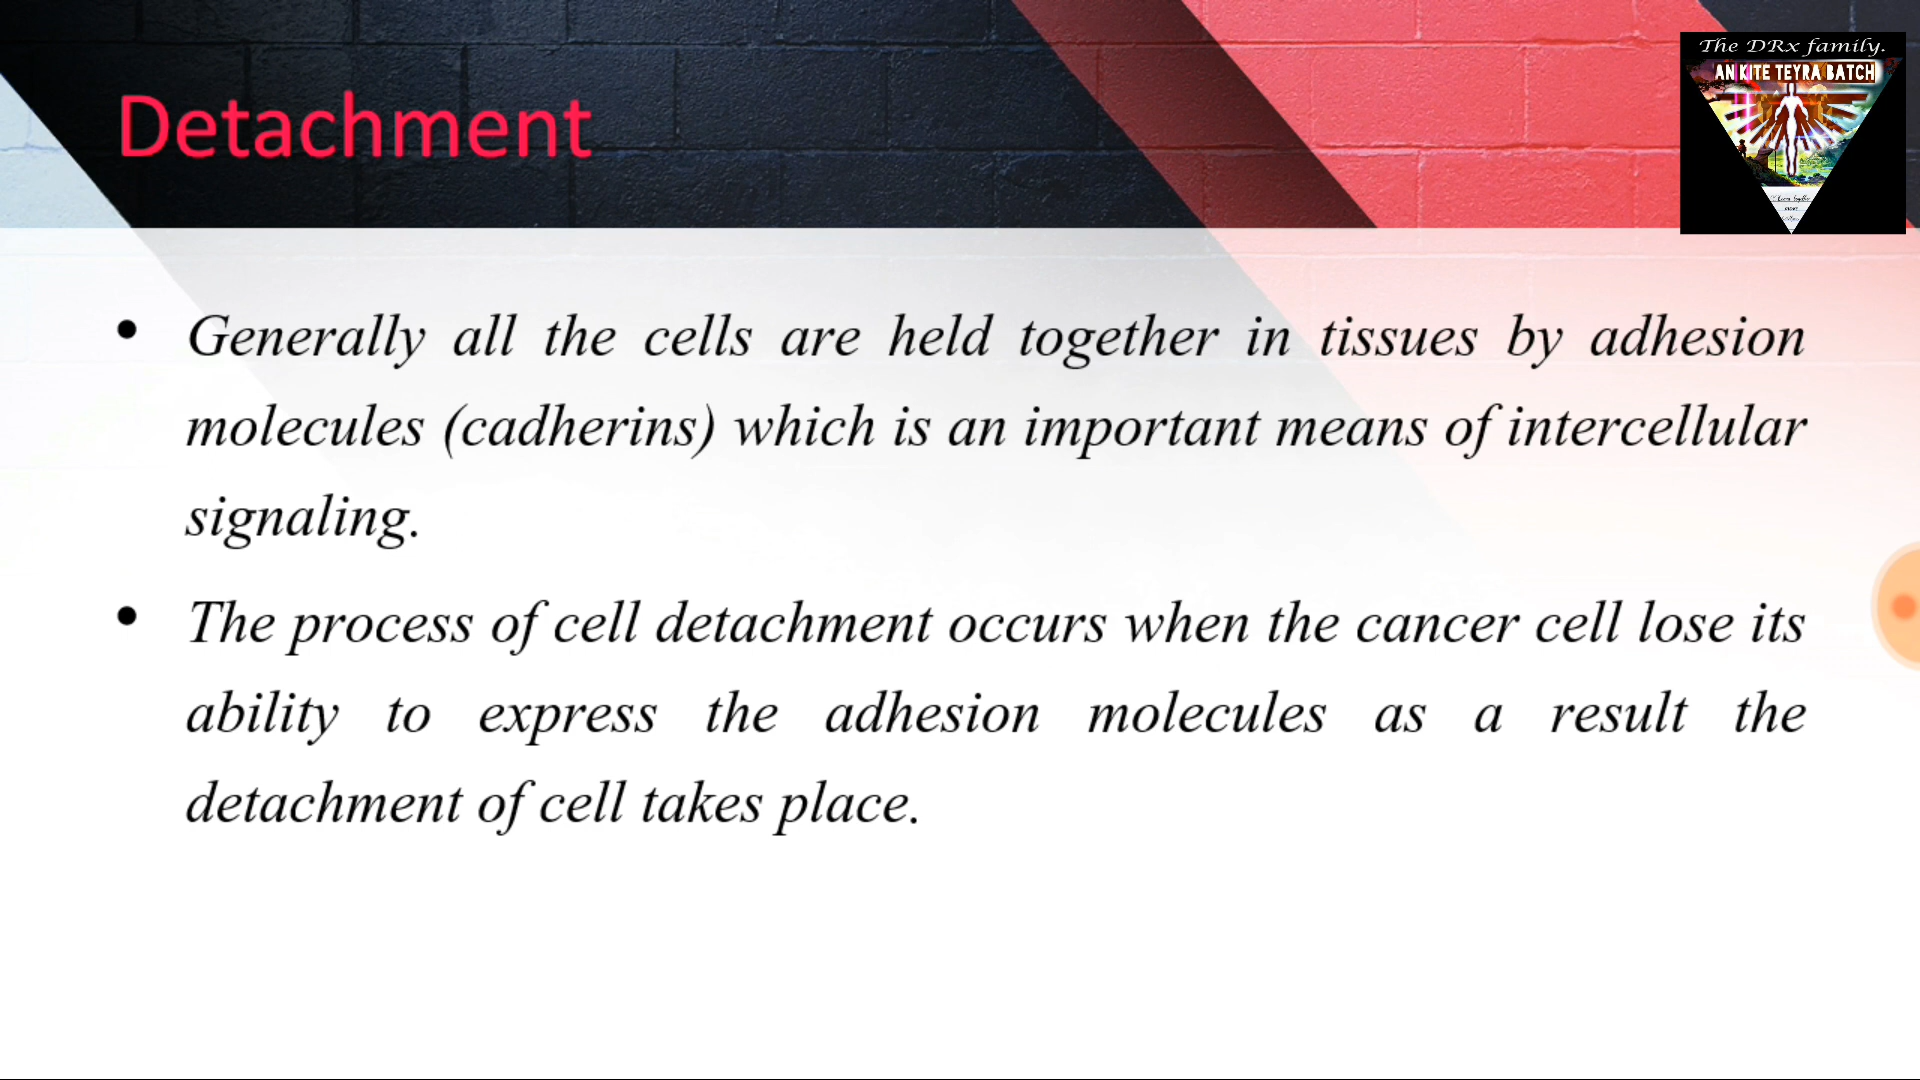 The DRx family.
AN KITE TEYRA BATCH
Detachment
• Generally all the cells are held together in tissues by adhesion
molecules (cadherins) which is an important means of intercellular
signaling.
• The process of cell detachment occurs when the cancer cell lose its
ability to express the adhesion molecules as a result the
detachment of cell takes place.